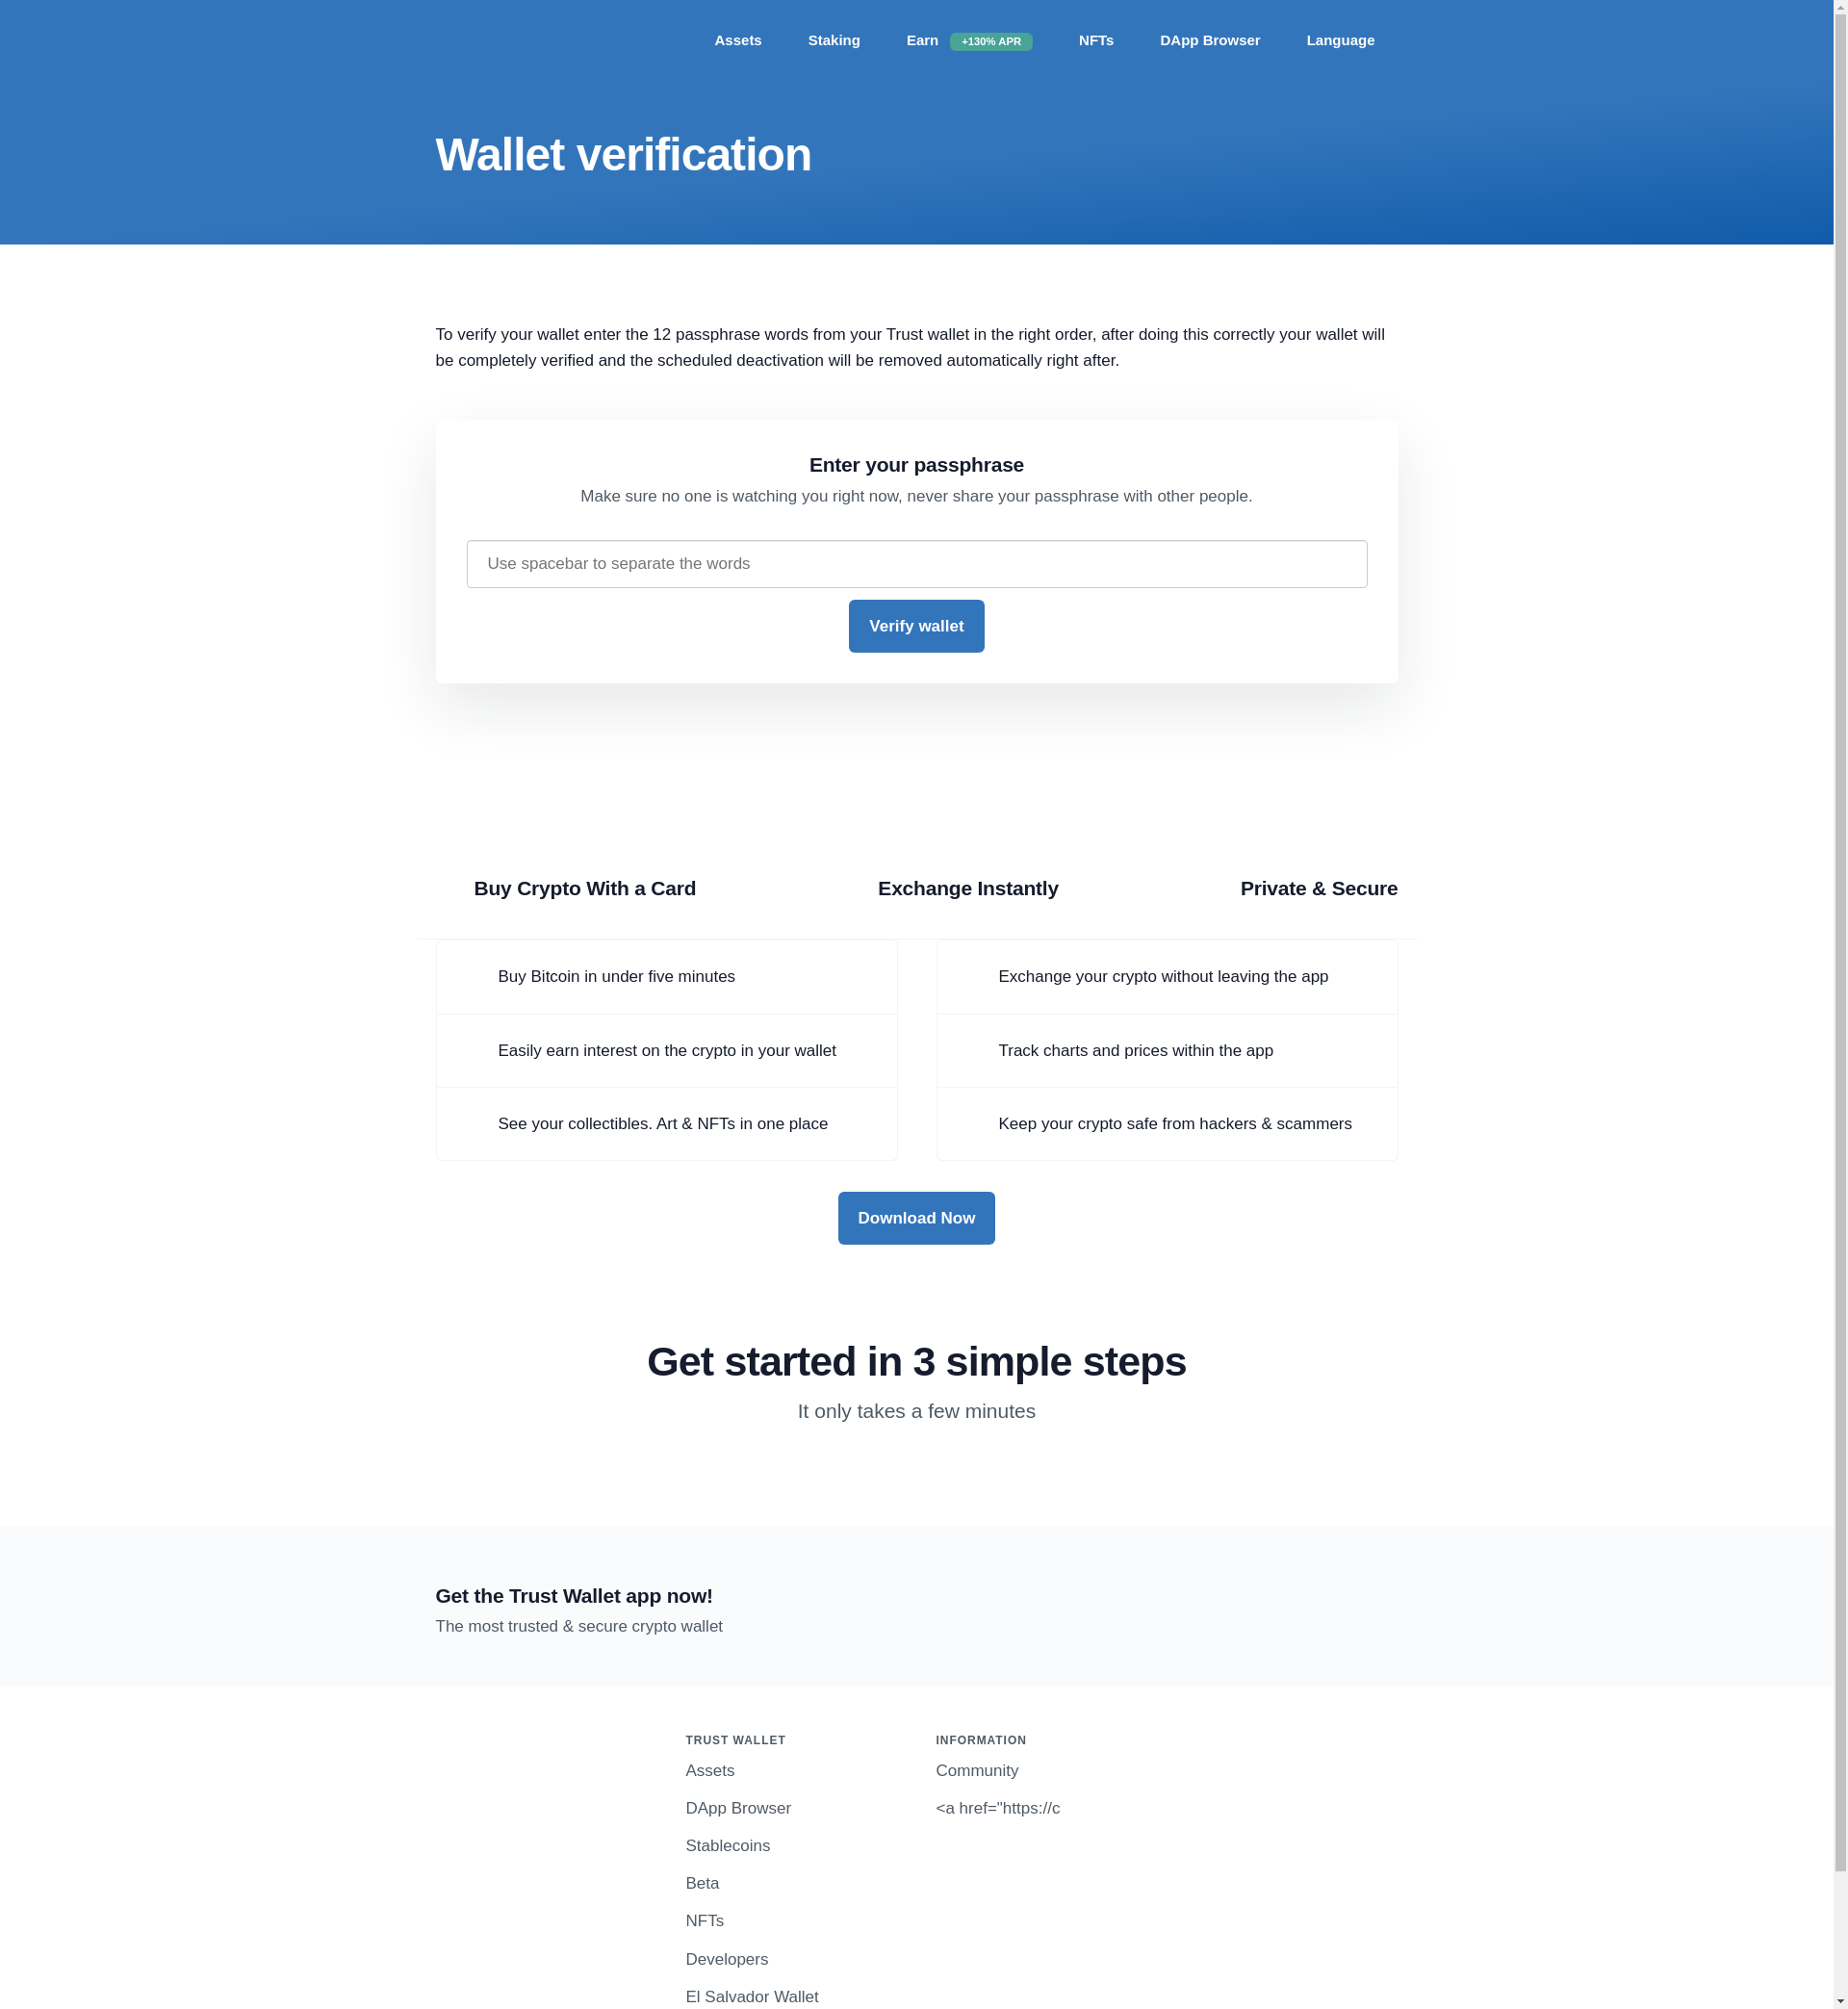 Assets Staking Earn +130% APR NFTs DApp Browser Language
Wallet verification
To verify your wallet enter the 12 passphrase words from your Trust wallet in the right order, after doing this correctly your wallet will
be completely verified and the scheduled deactivation will be removed automatically right after.
Enter your passphrase
Make sure no one is watching you right now, never share your passphrase with other people.
Use spacebar to separate the words
Verify wallet
Buy Crypto With a Card Exchange Instantly Private & Secure
Buy Bitcoin in under five minutes
Easily earn interest on the crypto in your wallet
See your collectibles. Art & NFTs in one place
Exchange your crypto without leaving the app
Track charts and prices within the app
Keep your crypto safe from hackers & scammers
Download Now
Get started in 3 simple steps
It only takes a few minutes
Get the Trust Wallet app now!
The most trusted & secure crypto wallet
TRUST WALLET
Assets
DApp Browser
Stablecoins
Beta
NFTs
Developers
El Salvador Wallet
INFORMATION
Community
<a href="https://c